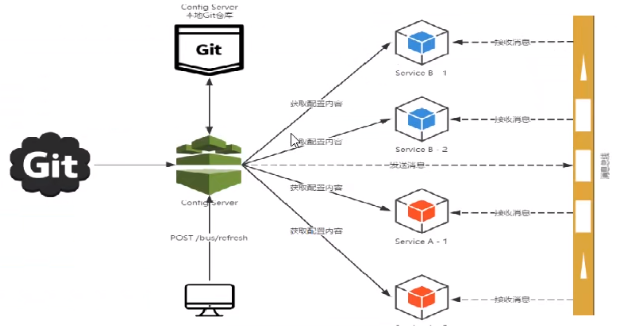 Config Server
本地Git仓库
Git
Service B - 1
接收消息
获取配置内容
Service B - 2
接收消息
获取配置内容
Git
发送消息
消息总线
Config Server
获取配置内容
接收消息
获取配置内容
Service A - 1
POST /bus/refresh
接收消息